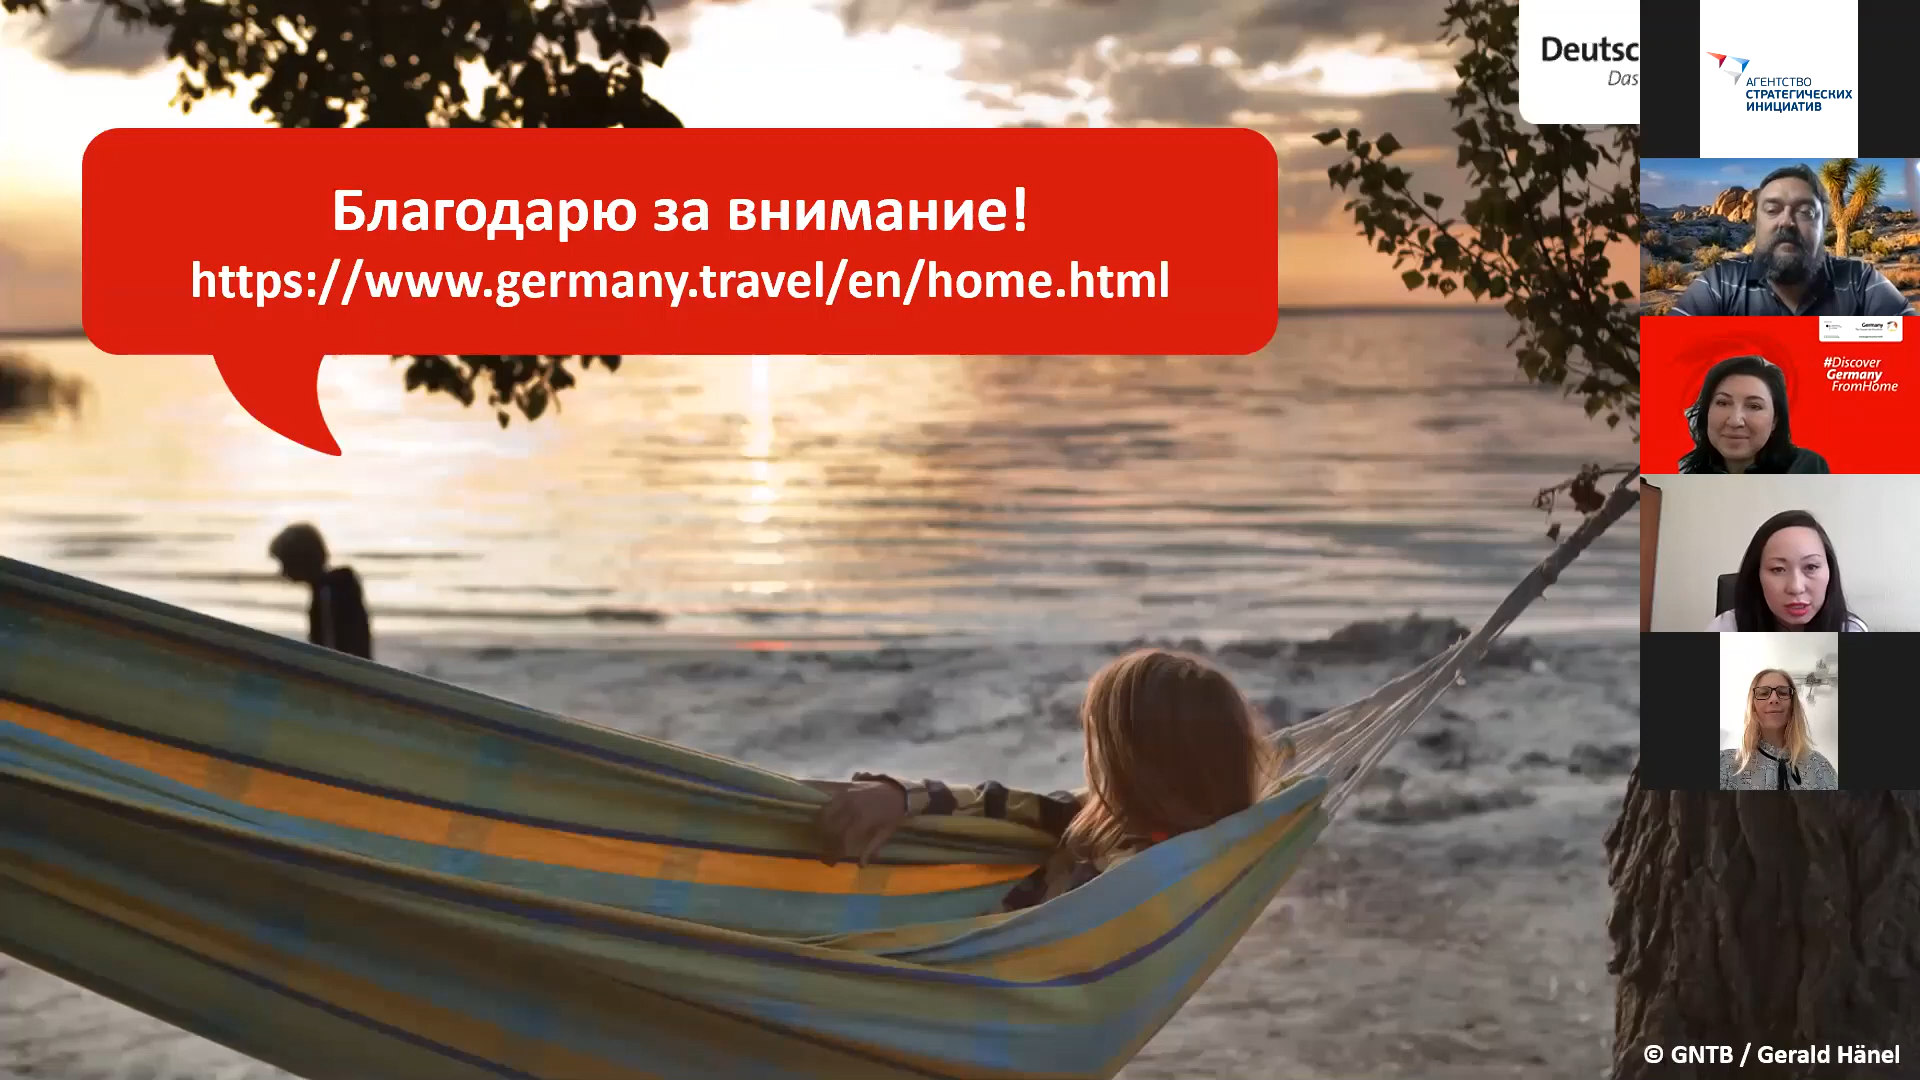 Благодарю за внимание!
https://www.germany.travel/en/home.html
Deutsc
Das
АГЕНТСТВО
СТРАТЕГИЧЕСКИХ
ИНИЦИАТИВ
Germany
#Discover
Germany
FromHome
© GNTB / Gerald Hänel